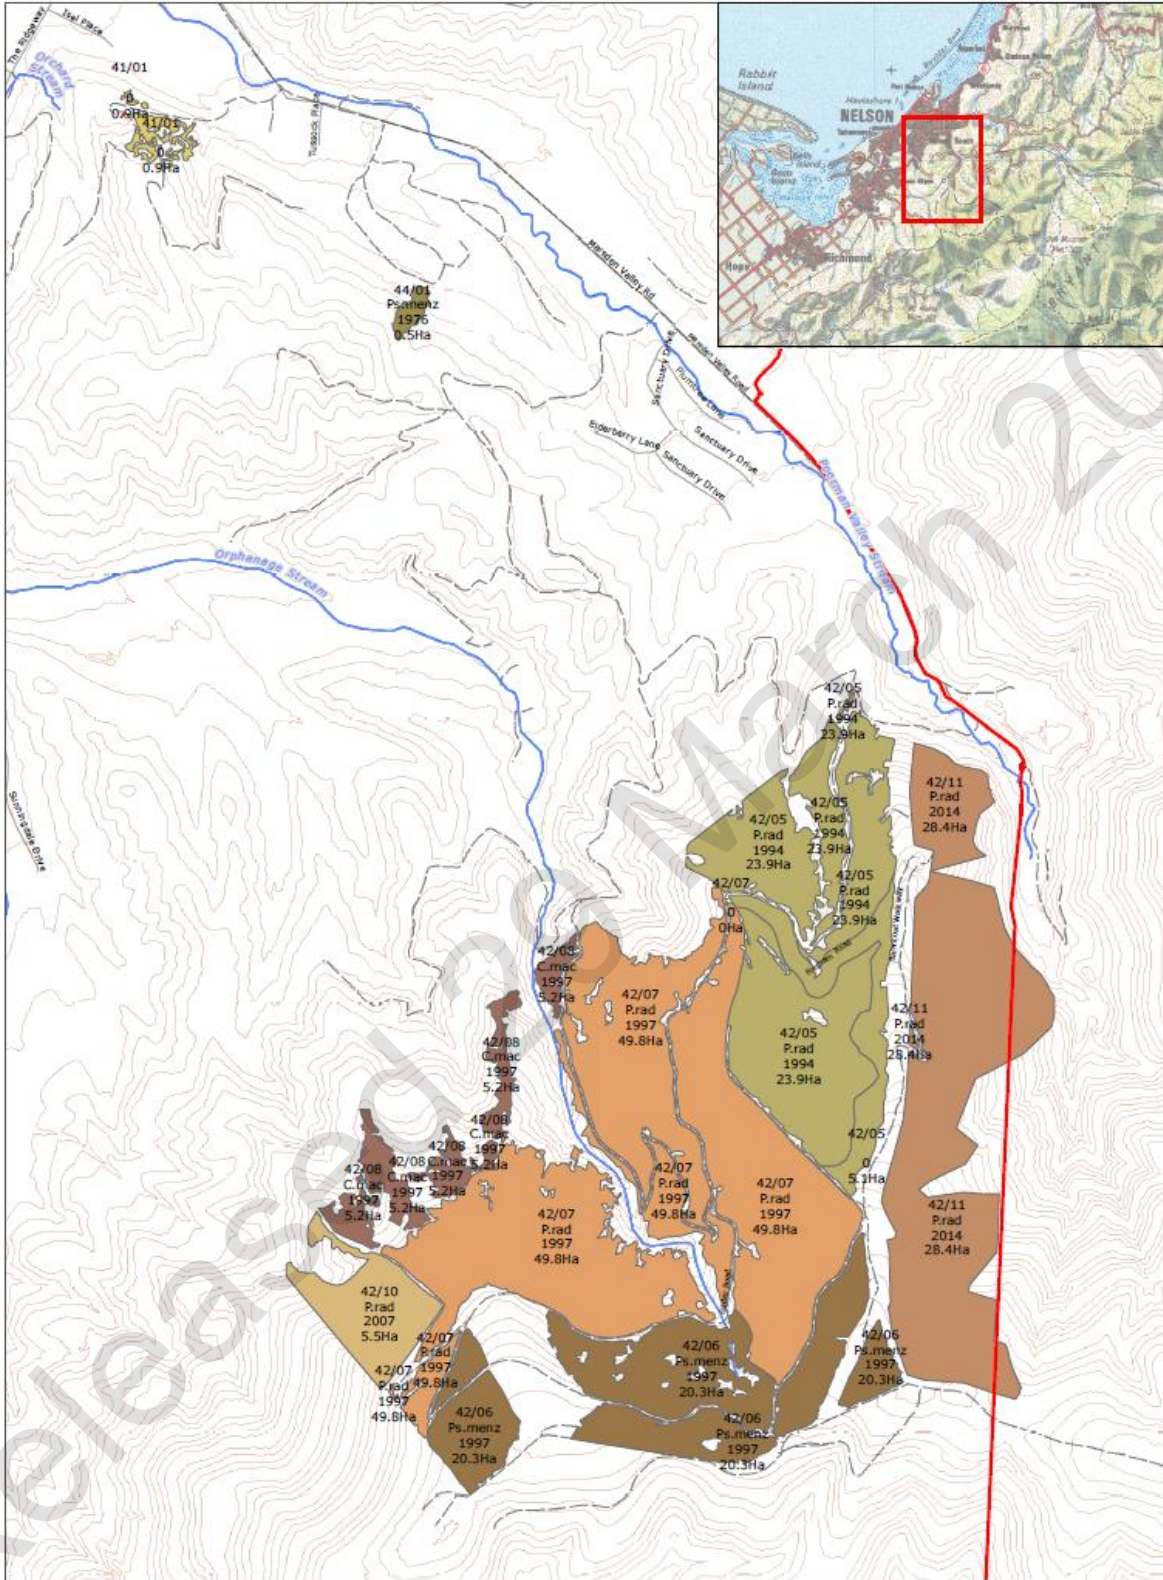 The Ridgeway
Isel Place
Orchard
Stream
41/01
0
0.9Ha
41/01
0
0.9Ha
Tussock Place
Marsden Valley Rd
44/01
Ps.menz
1976
0.5Ha
Rabbit
Island
NELSON
Richmond
Hope
Marsden Valley Road
Sanctuary Drive
Plumtree Lane
Elderberry Lane
Sanctuary Drive
Sanctuary Drive
Poorman Valley Stream
Orphanage Stream
Sunningdale Drive
42/05
P.rad
1994
23.9Ha
42/05
P.rad
1994
23.9Ha
42/05
P.rad
1994
23.9Ha
42/05
P.rad
1994
23.9Ha
42/11
P.rad
2014
28.4Ha
42/07
0
0Ha
42/08
C.mac
1997
5.2Ha
42/07
P.rad
1997
49.8Ha
42/05
P.rad
1994
23.9Ha
42/11
P.rad
2014
28.4Ha
42/08
C.mac
1997
5.2Ha
42/08
C.mac
1997
5.2Ha
42/08
C.mac
1997
5.2Ha
42/08
C.mac
1997
5.2Ha
42/08
C.mac
1997
5.2Ha
42/05
0
5.1Ha
42/07
P.rad
1997
49.8Ha
42/07
P.rad
1997
49.8Ha
42/07
P.rad
1997
49.8Ha
42/11
P.rad
2014
28.4Ha
42/10
P.rad
2007
5.5Ha
42/07
P.rad
1997
49.8Ha
42/07
P.rad
1997
49.8Ha
42/06
Ps.menz
1997
20.3Ha
42/06
Ps.menz
1997
20.3Ha
42/06
Ps.menz
1997
20.3Ha
42/06
Ps.menz
1997
20.3Ha
Released 28 March 20